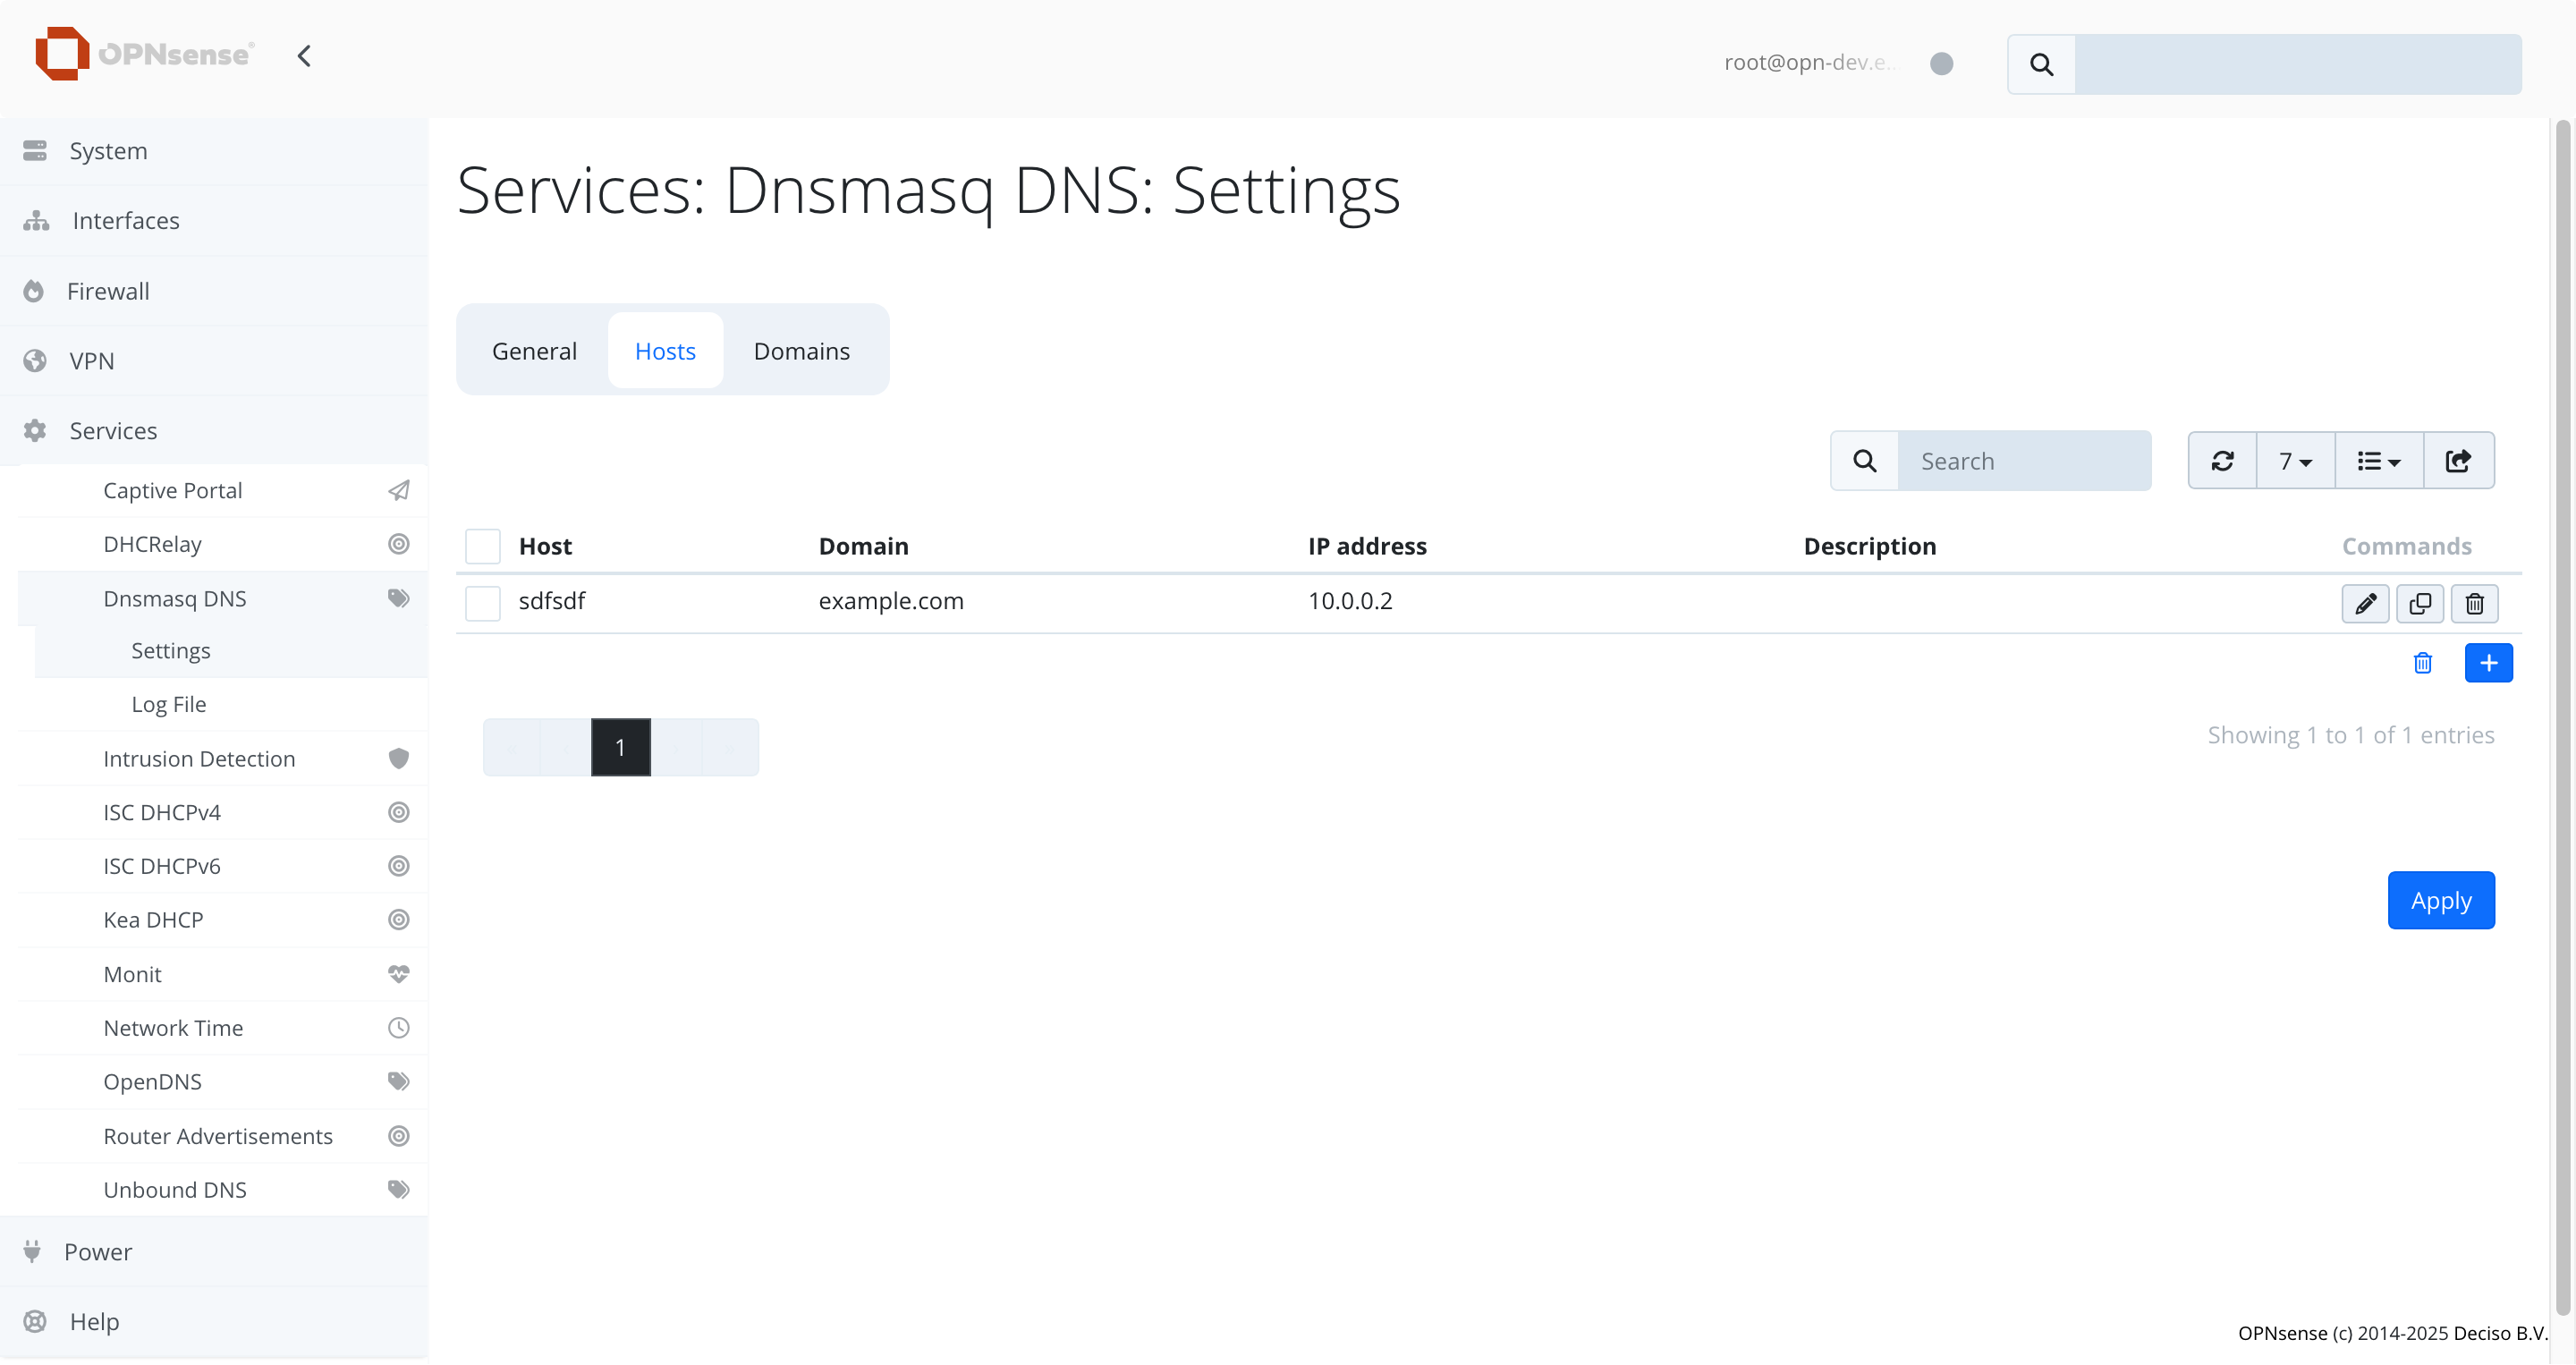 OPNsense®
root@opn-dev.e...
System
Interfaces
Firewall
VPN
Services
Captive Portal
DHCRelay
Dnsmasq DNS
Settings
Log File
Intrusion Detection
ISC DHCPv4
ISC DHCPv6
Kea DHCP
Monit
Network Time
OpenDNS
Router Advertisements
Unbound DNS
Power
Help
Services: Dnsmasq DNS: Settings
General Hosts Domains
Search 7
Host Domain IP address Description Commands
sdfsdf example.com 10.0.0.2
« ‹ 1 › »
Showing 1 to 1 of 1 entries
Apply
OPNsense (c) 2014-2025 Deciso B.V.